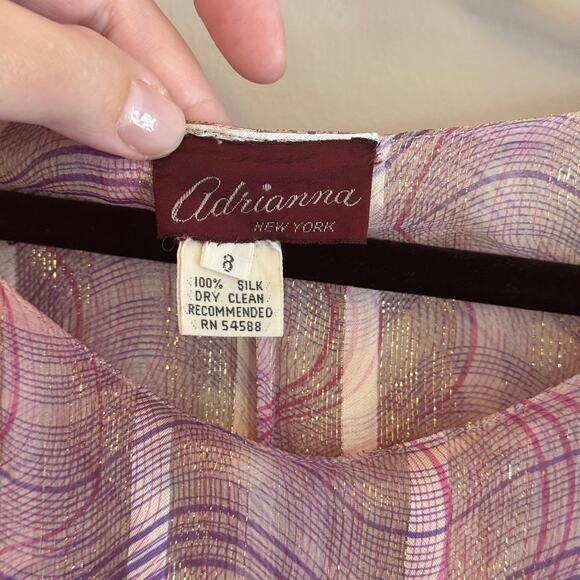 Adrianna
NEW YORK
8
100% SILK
DRY CLEAN
RECOMMENDED
RN 54588